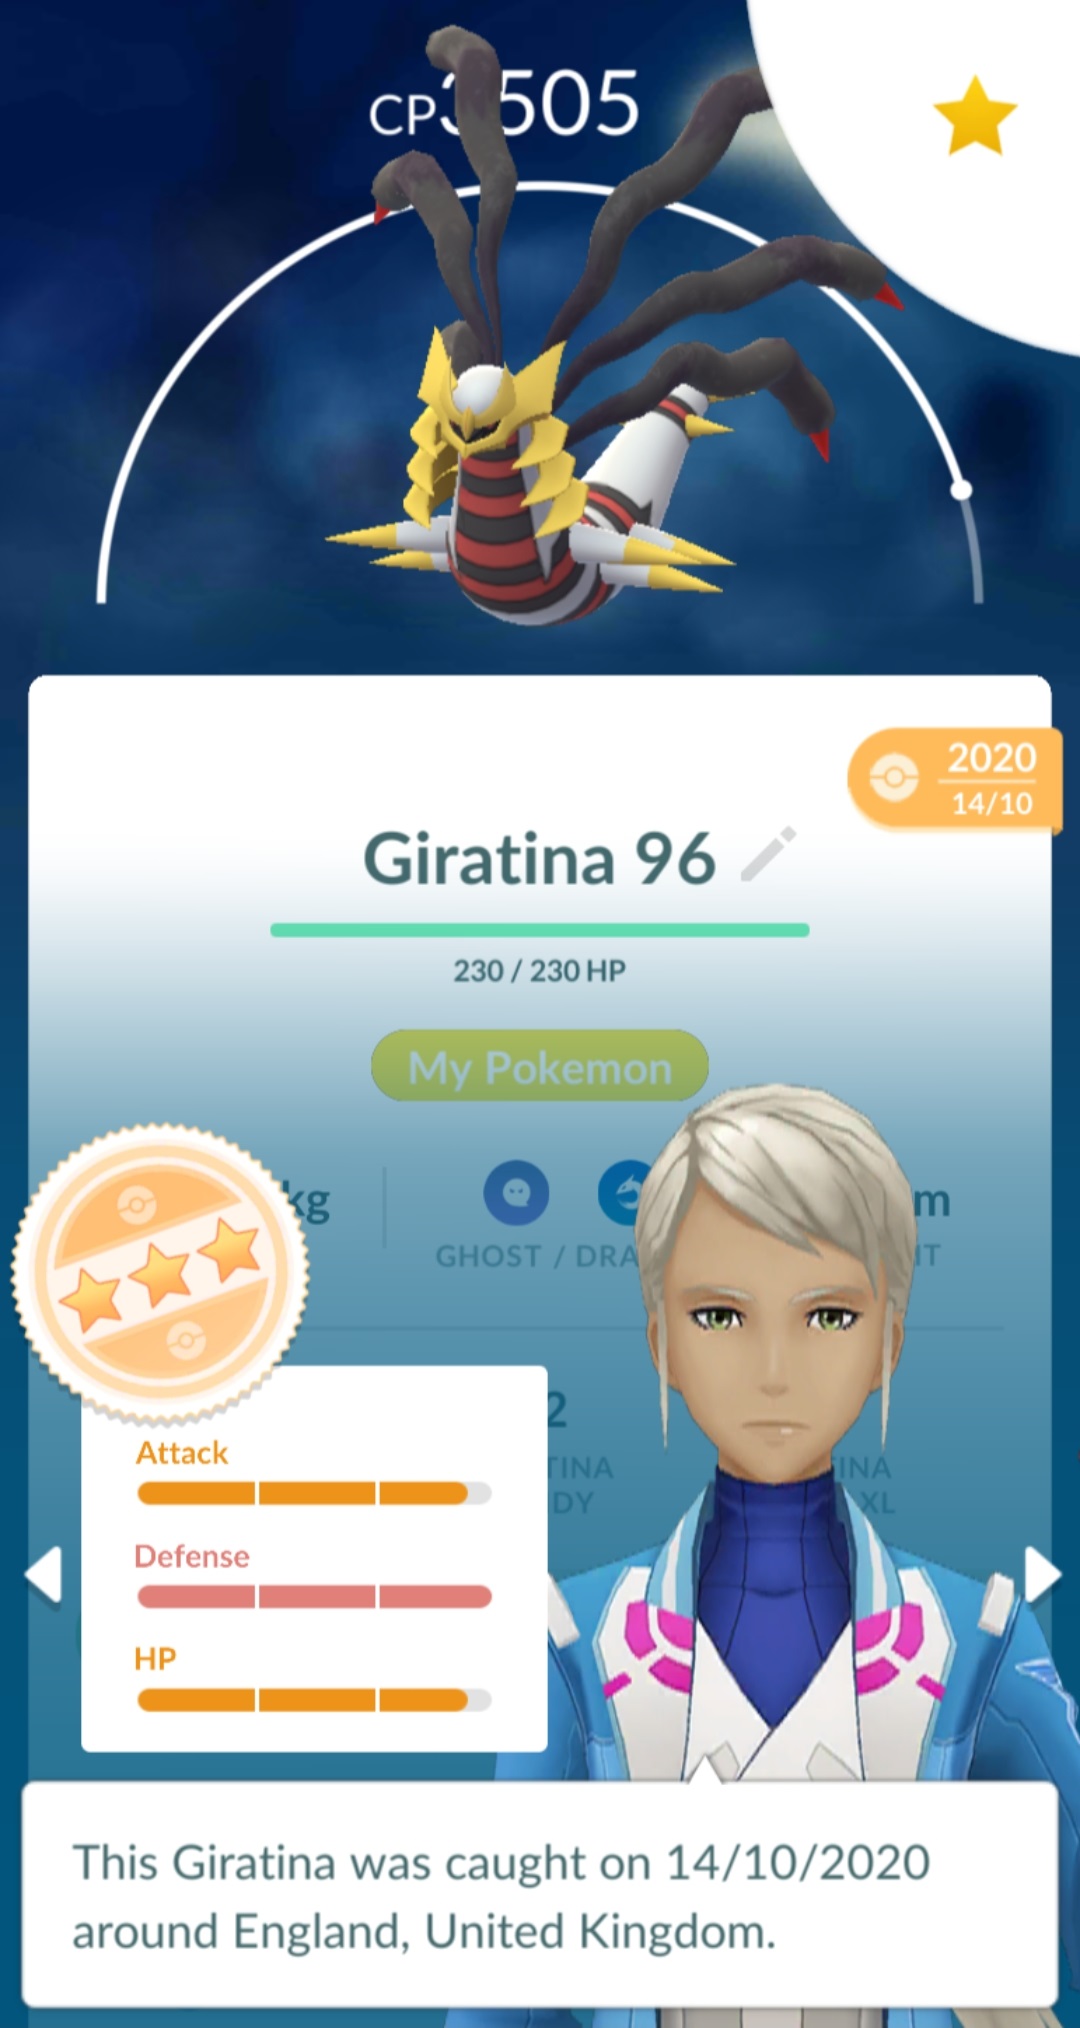 CP3505
2020
14/10
Giratina 96
230 / 230 HP
My Pokemon
kg
m
GHOST / DRA
IT
2
TINA
INA
DY
XL
Attack
Defense
HP
This Giratina was caught on 14/10/2020
around England, United Kingdom.